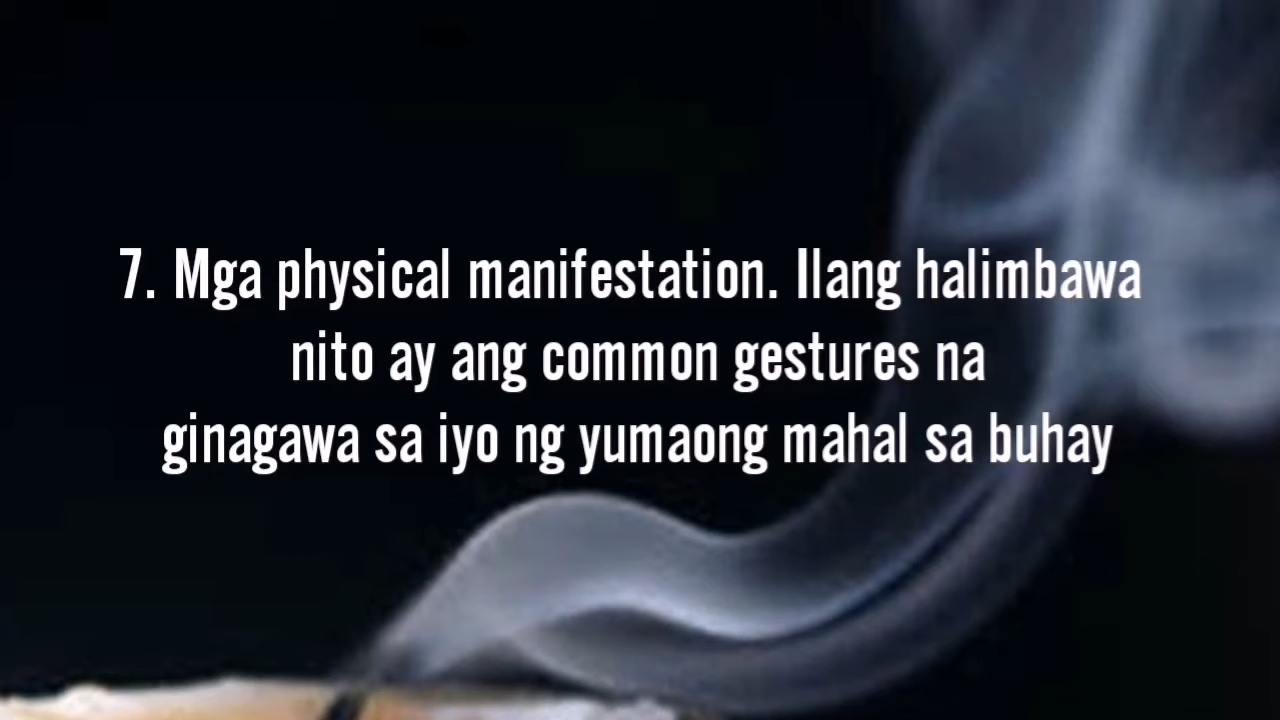 7. Mga physical manifestation. Ilang halimbawa
nito ay ang common gestures na
ginagawa sa iyo ng yumaong mahal sa buhay